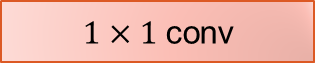 1 × 1 conv